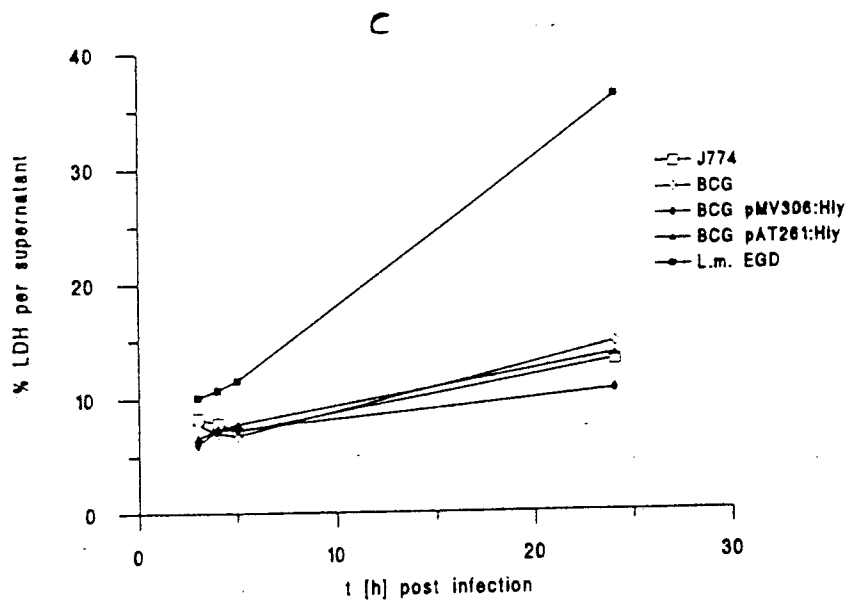 C
40
30
20
10
0
% LDH per supernatant
0 10 20 30
t [h] post infection
J774
BCG
BCG pMV306:Hly
BCG pAT261:Hly
L.m. EGD